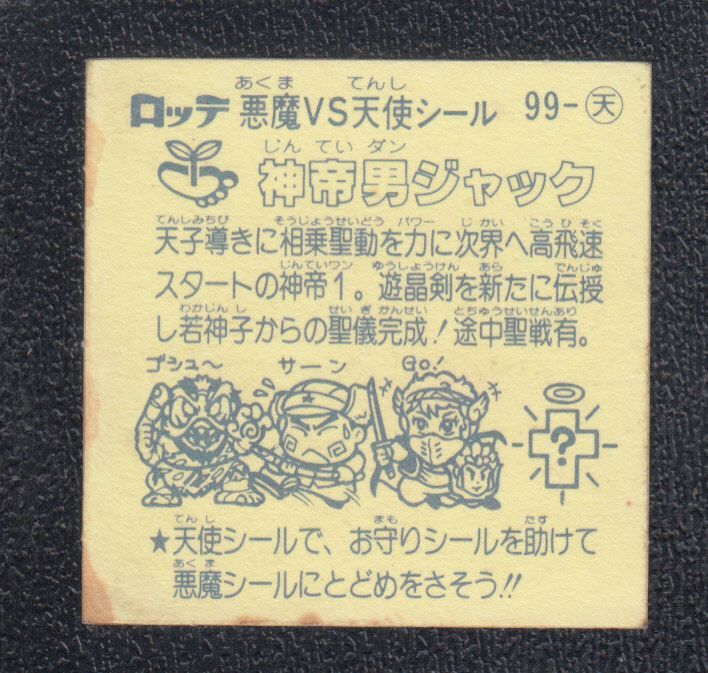 ロッテ 悪魔VS天使シール 99-天
あくま てんし
じんていダン
神帝男ジャック
てんしみちび そうじょうせいどう パワー じかい こうひそく
天子導きに相乗聖動を力に次界へ高飛速
じんていワン ゆうしょうけん あら でんじゅ
スタートの神帝1。遊晶剣を新たに伝授
わかじんし せいぎかんせい とちゅうせいせんあり
し若神子からの聖儀完成！途中聖戦有。
ゴシュ〜 サーン GO!
?
てんし まも たす
★天使シールで、お守りシールを助けて
あくま
悪魔シールにとどめをさそう!!